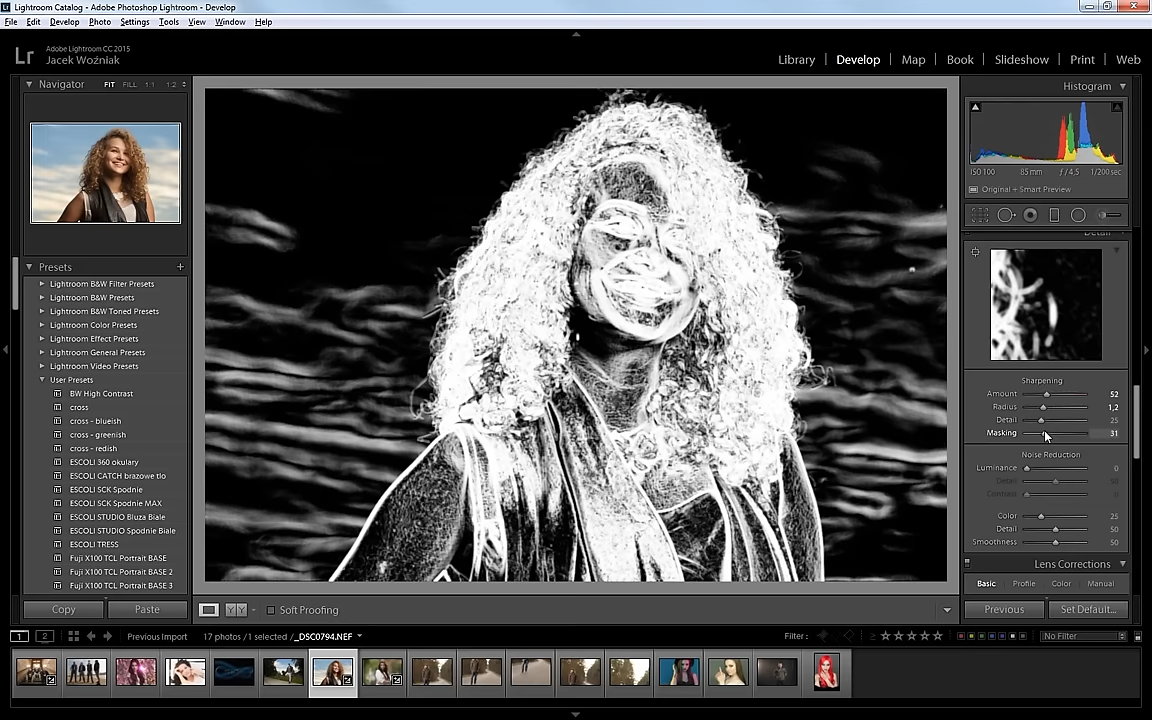 Lightroom Catalog - Adobe Photoshop Lightroom - Develop
File Edit Develop Photo Settings Tools View Window Help
Lr Adobe Lightroom CC 2015
Jacek Woźniak
Library Develop Map Book Slideshow Print Web
Navigator FIT FILL 1:1 1:2
Histogram
ISO 100 85 mm ƒ / 4,5 1/200 sec
Original + Smart Preview
Detail
Presets +
Lightroom B&W Filter Presets
Lightroom B&W Presets
Lightroom B&W Toned Presets
Lightroom Color Presets
Lightroom Effect Presets
Lightroom General Presets
Lightroom Video Presets
User Presets
BW High Contrast
cross
cross - blueish
cross - greenish
cross - redish
ESCOLI 360 okulary
ESCOLI CATCH brazowe tlo
ESCOLI SCK Spodnie
ESCOLI SCK Spodnie MAX
ESCOLI STUDIO Bluza Biale
ESCOLI STUDIO Spodnie Biale
ESCOLI TRESS
Fuji X100 TCL Portrait BASE
Fuji X100 TCL Portrait BASE 2
Fuji X100 TCL Portrait BASE 3
Sharpening
Amount 52
Radius 1,2
Detail 25
Masking 31
Noise Reduction
Luminance 0
Detail 50
Contrast 0
Color 25
Detail 50
Smoothness 50
Lens Corrections
Basic Profile Color Manual
Copy Paste
Y Y
Soft Proofing
Previous Set Default...
1 2
Previous Import 17 photos /1 selected /_DSC0794.NEF
Filter : ≥ No Filter